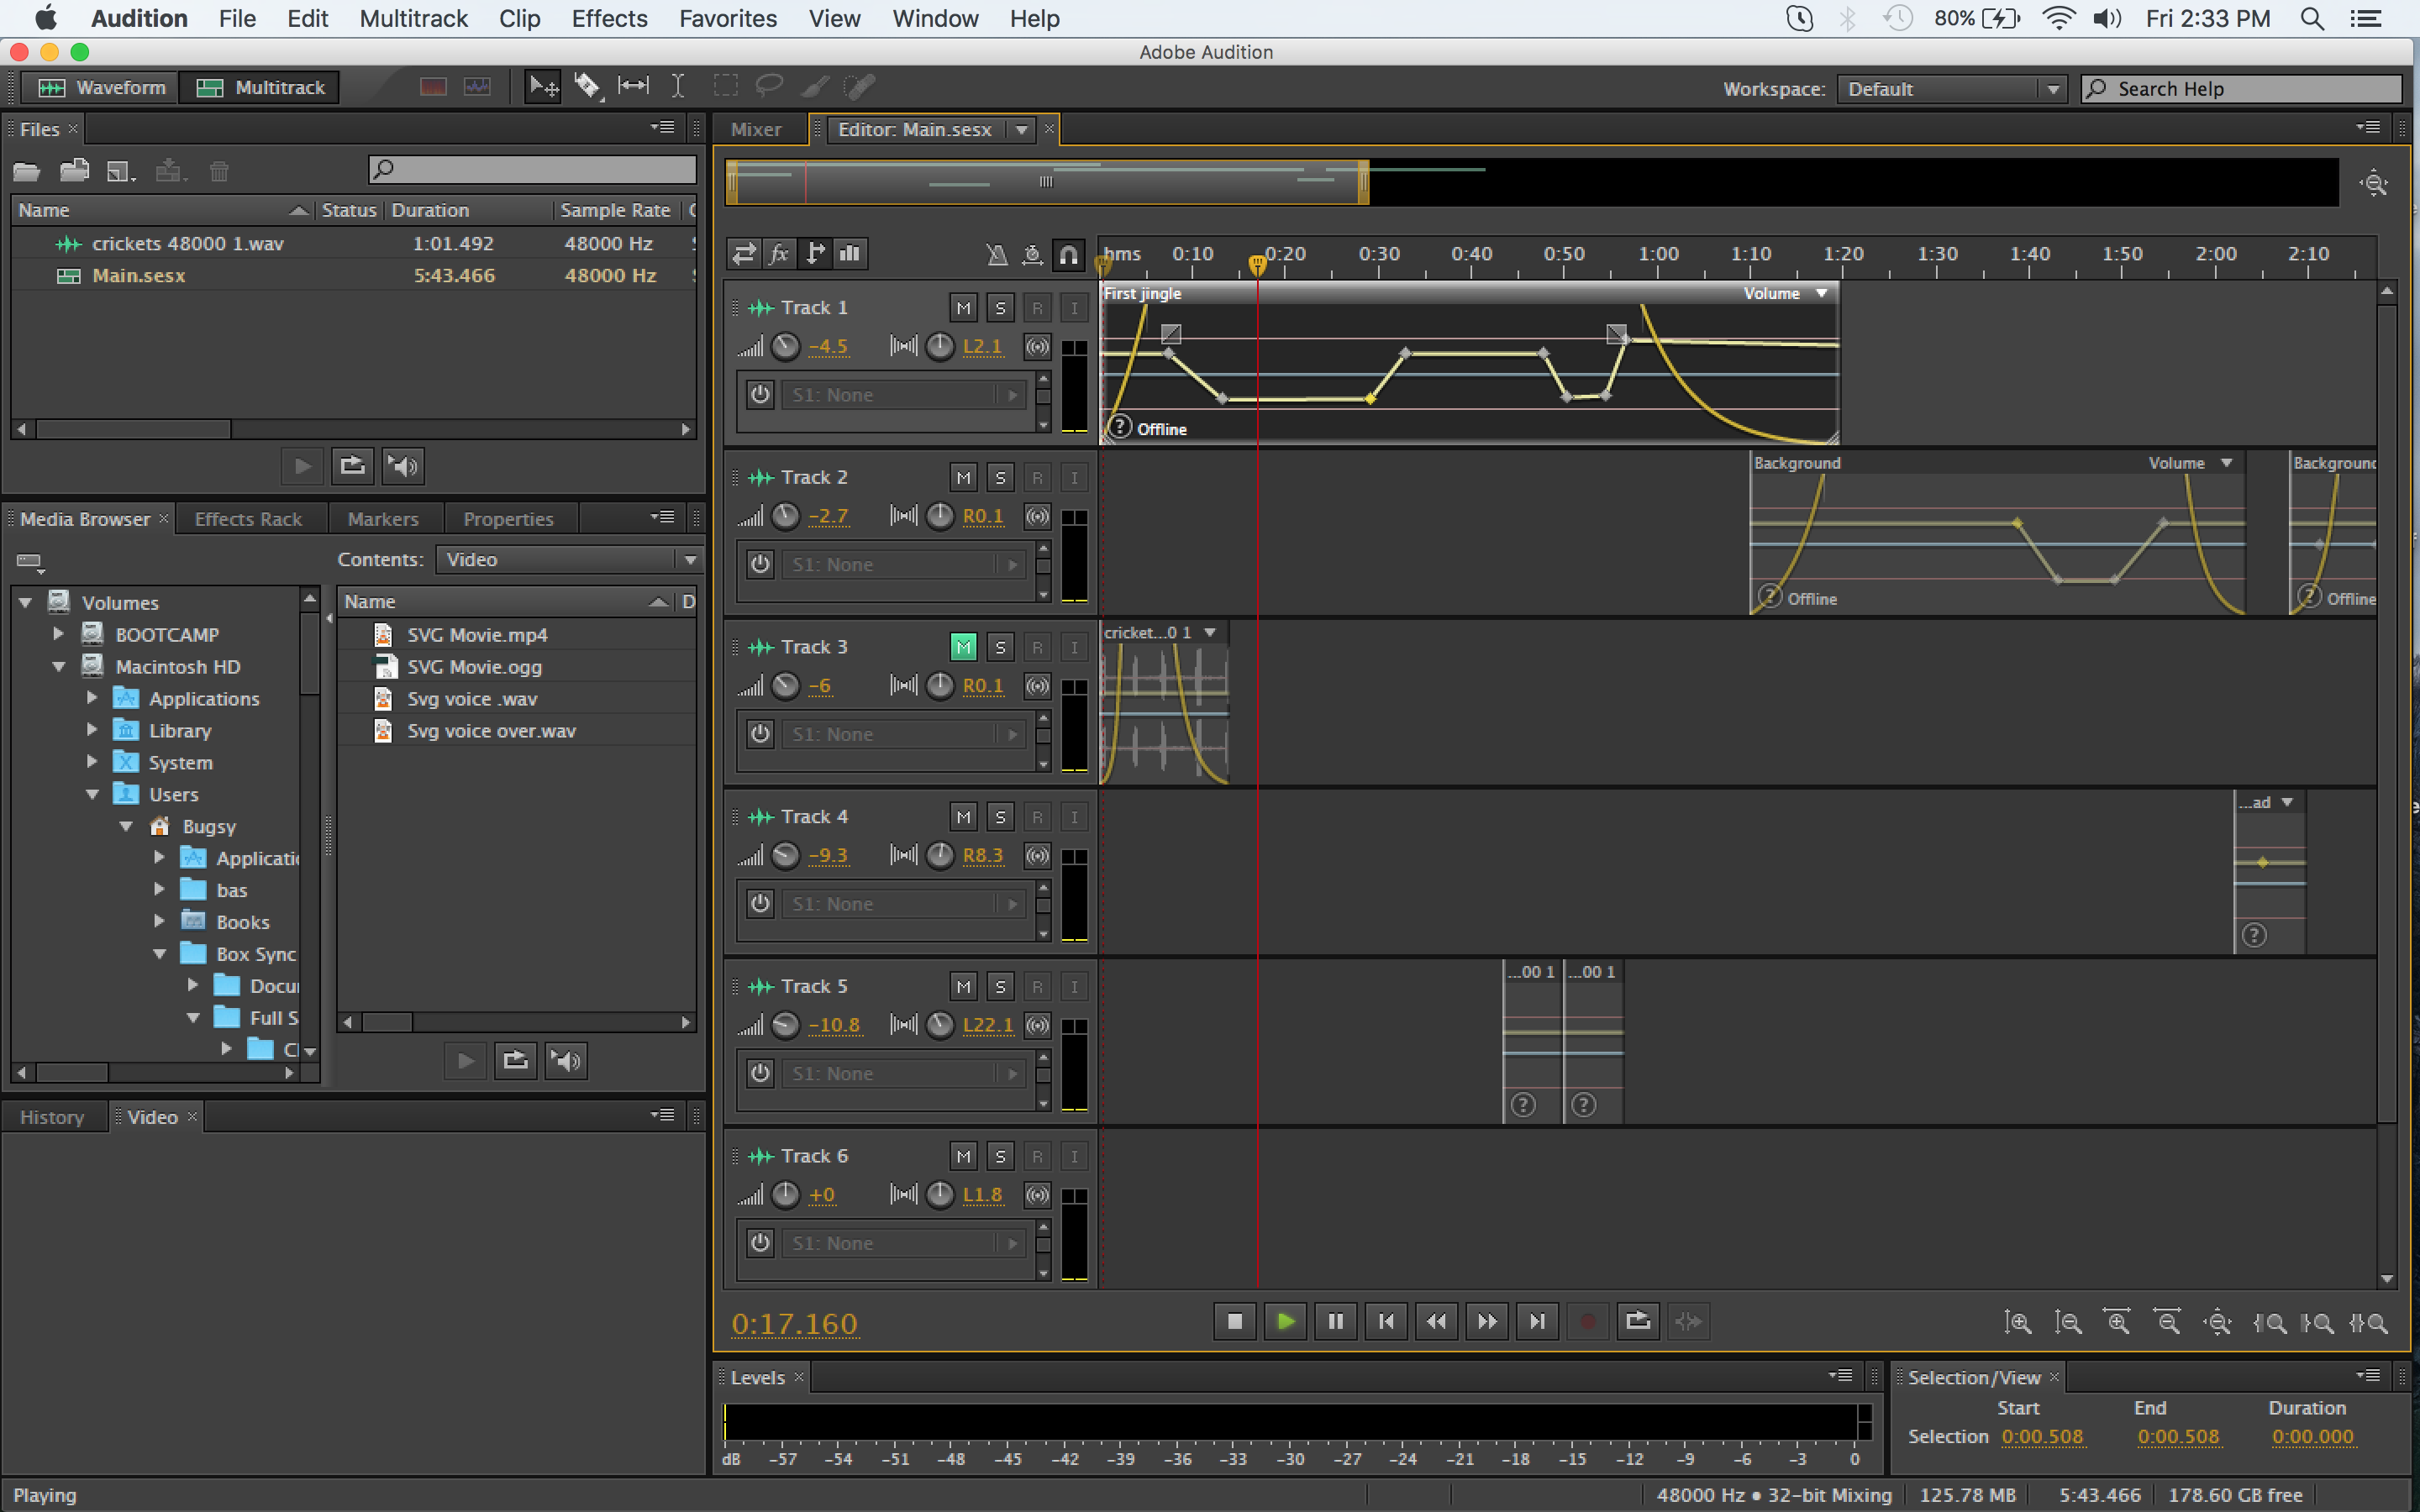 Audition File Edit Multitrack Clip Effects Favorites View Window Help 80% Fri 2:33 PM
Adobe Audition
Waveform Multitrack Workspace: Default Search Help
Files Mixer Editor: Main.sesx
Name Status Duration Sample Rate
crickets 48000 1.wav 1:01.492 48000 Hz
Main.sesx 5:43.466 48000 Hz
fx hms 0:10 0:20 0:30 0:40 0:50 1:00 1:10 1:20 1:30 1:40 1:50 2:00 2:10
Track 1 M S R I First jingle Volume
-4.5 L2.1
S1: None
? Offline
Track 2 M S R I Background Volume Background
-2.7 R0.1
S1: None
? Offline ? Offline
Track 3 M S R I cricket...0 1
-6 R0.1
S1: None
Track 4 M S R I ...ad
-9.3 R8.3
S1: None
?
Track 5 M S R I ...00 1 ...00 1
-10.8 L22.1
S1: None
? ?
Track 6 M S R I
+0 L1.8
S1: None
0:17.160
Media Browser Effects Rack Markers Properties
Contents: Video
Volumes
BOOTCAMP
Macintosh HD
Applications
Library
System
Users
Bugsy
Applicatio
bas
Books
Box Sync
Docu
Full S
Name D
SVG Movie.mp4
SVG Movie.ogg
Svg voice .wav
Svg voice over.wav
History Video
Levels
dB -57 -54 -51 -48 -45 -42 -39 -36 -33 -30 -27 -24 -21 -18 -15 -12 -9 -6 -3 0
Selection/View
Start End Duration
Selection 0:00.508 0:00.508 0:00.000
Playing 48000 Hz • 32-bit Mixing 125.78 MB 5:43.466 178.60 GB free